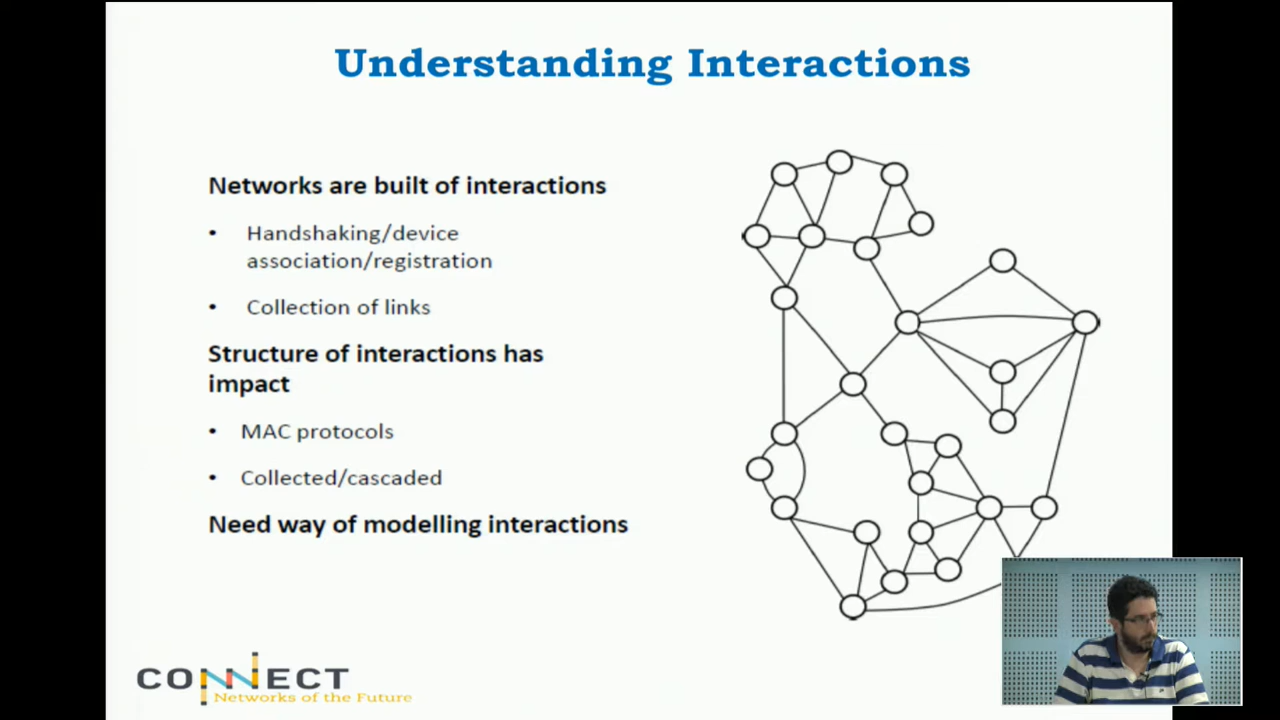 Understanding Interactions
Networks are built of interactions
• Handshaking/device
association/registration
• Collection of links
Structure of interactions has
impact
• MAC protocols
• Collected/cascaded
Need way of modelling interactions
CONNECT
Networks of the Future